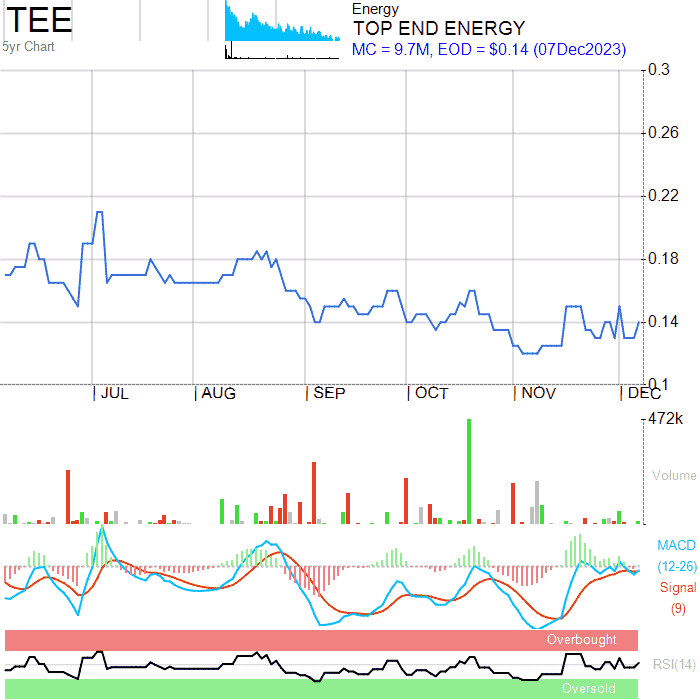 TEE
5yr Chart
Energy
TOP END ENERGY
MC = 9.7M, EOD = $0.14 (07Dec2023)
0.3
0.26
0.22
0.18
0.14
0.1
JUL AUG SEP OCT NOV DEC
472k
Volume
MACD
(12-26)
Signal
(9)
Overbought
RSI(14)
Oversold